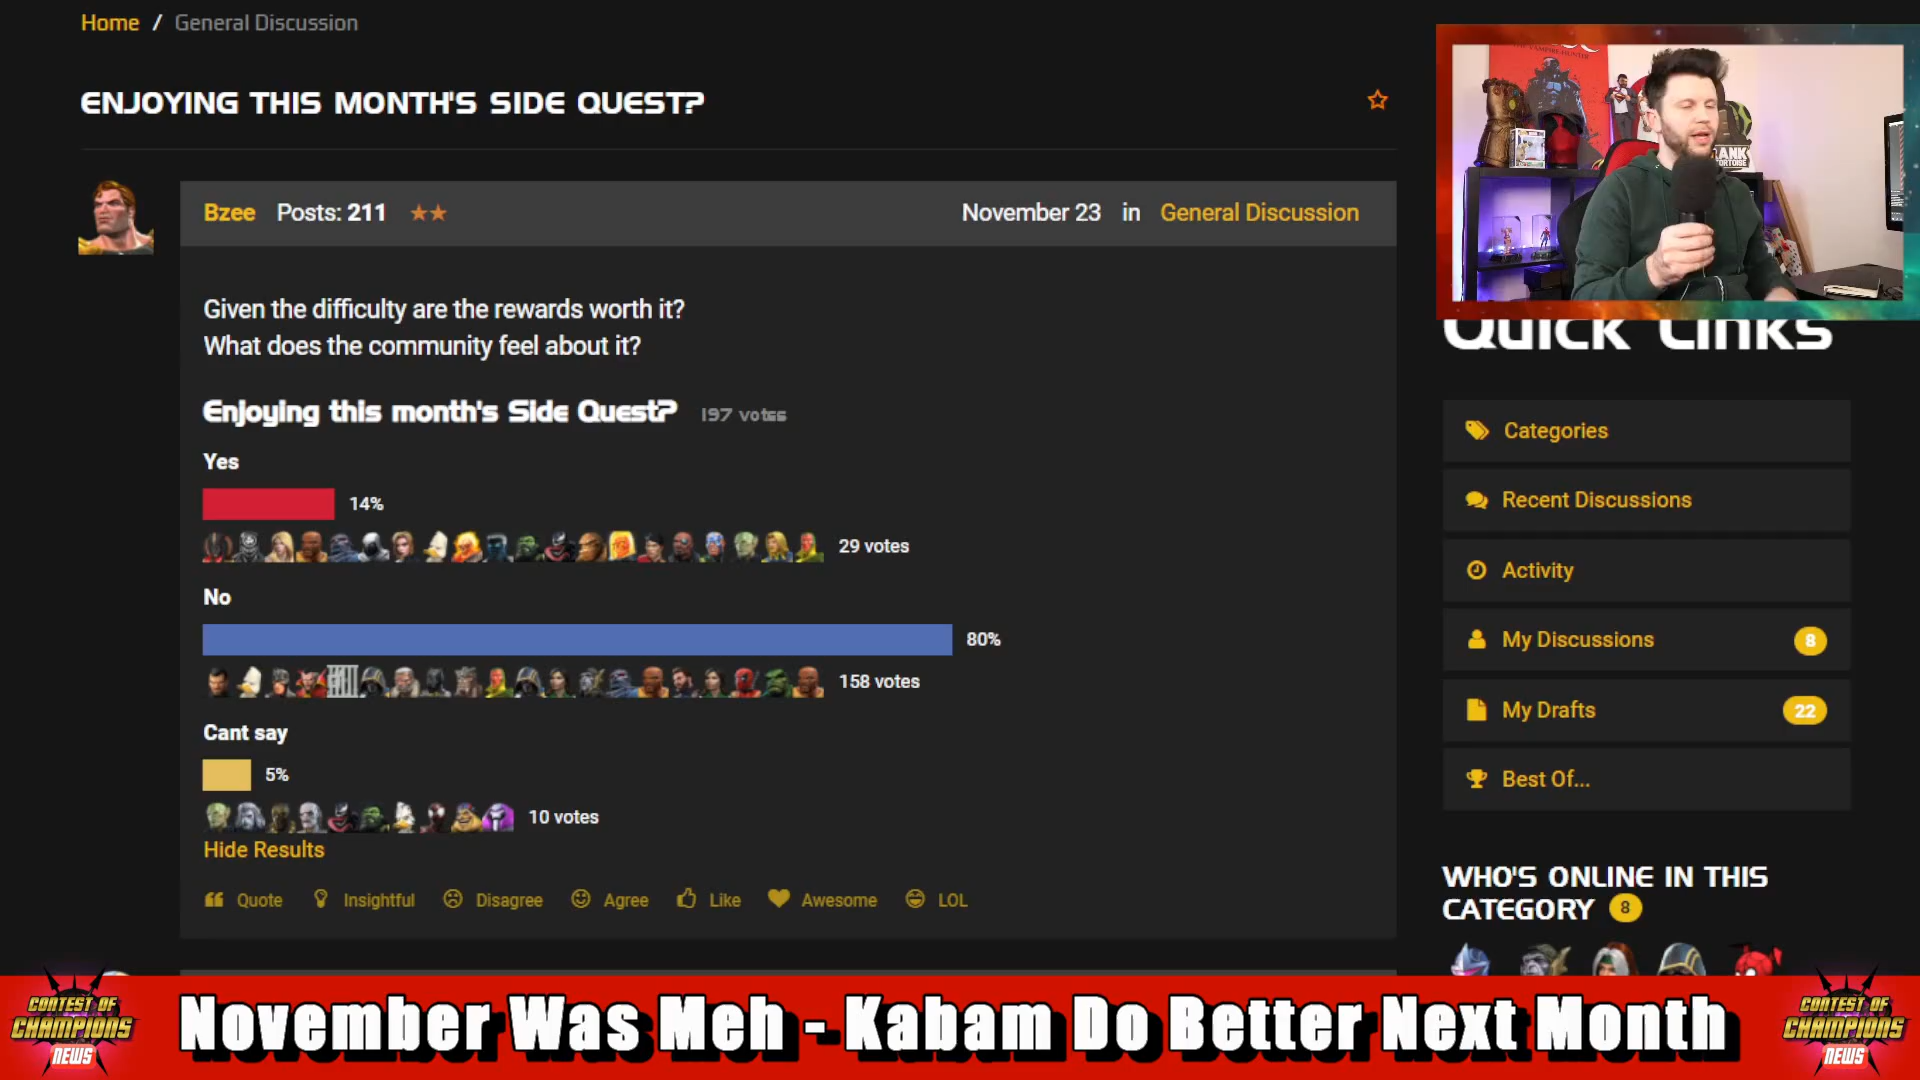 Home / General Discussion
ENJOYING THIS MONTH'S SIDE QUEST?
Bzee Posts: 211
November 23 in General Discussion
Given the difficulty are the rewards worth it?
What does the community feel about it?
Enjoying this month's Side Quest? 197 votes
Yes
14%
29 votes
No
80%
158 votes
Cant say
5%
10 votes
Hide Results
Quote Insightful Disagree Agree Like Awesome LOL
Quick Links
Categories
Recent Discussions
Activity
My Discussions 8
My Drafts 22
Best Of...
WHO'S ONLINE IN THIS
CATEGORY 8
CONTEST OF
CHAMPIONS
NEWS
November Was Meh - Kabam Do Better Next Month
CONTEST OF
CHAMPIONS
NEWS